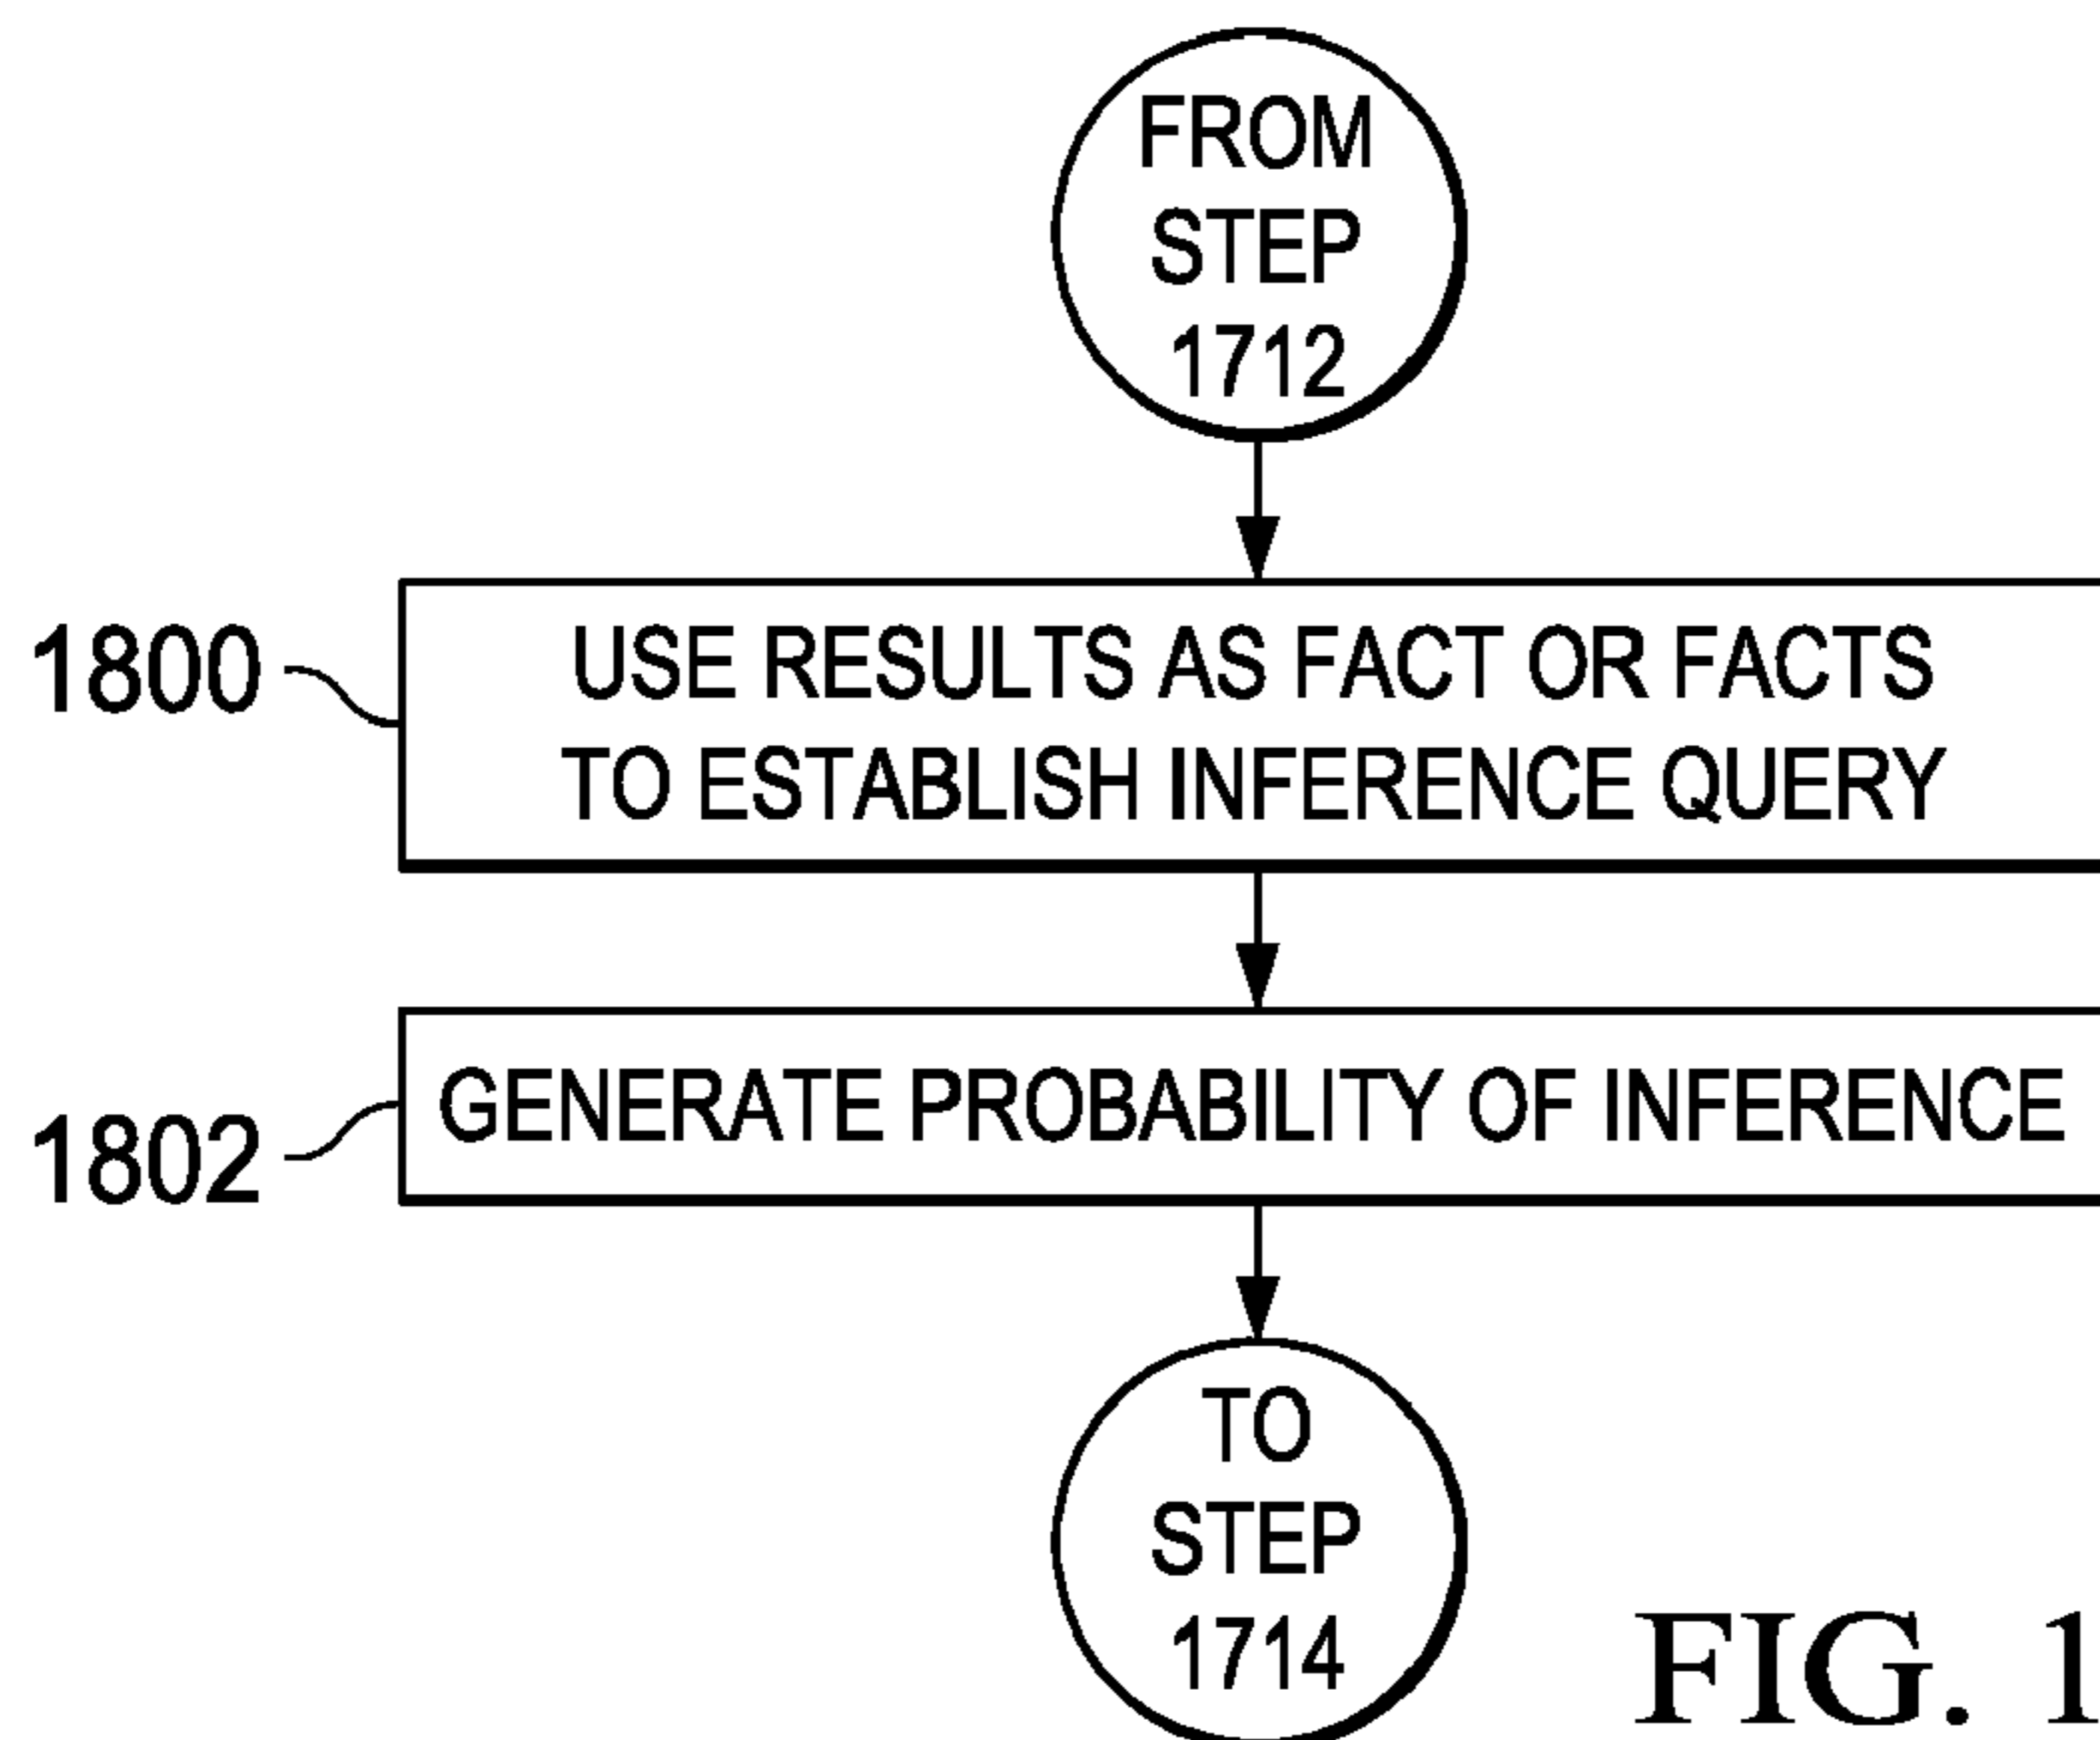 FROM
STEP
1712
1800
USE RESULTS AS FACT OR FACTS
TO ESTABLISH INFERENCE QUERY
1802
GENERATE PROBABILITY OF INFERENCE
TO
STEP
1714
FIG. 1